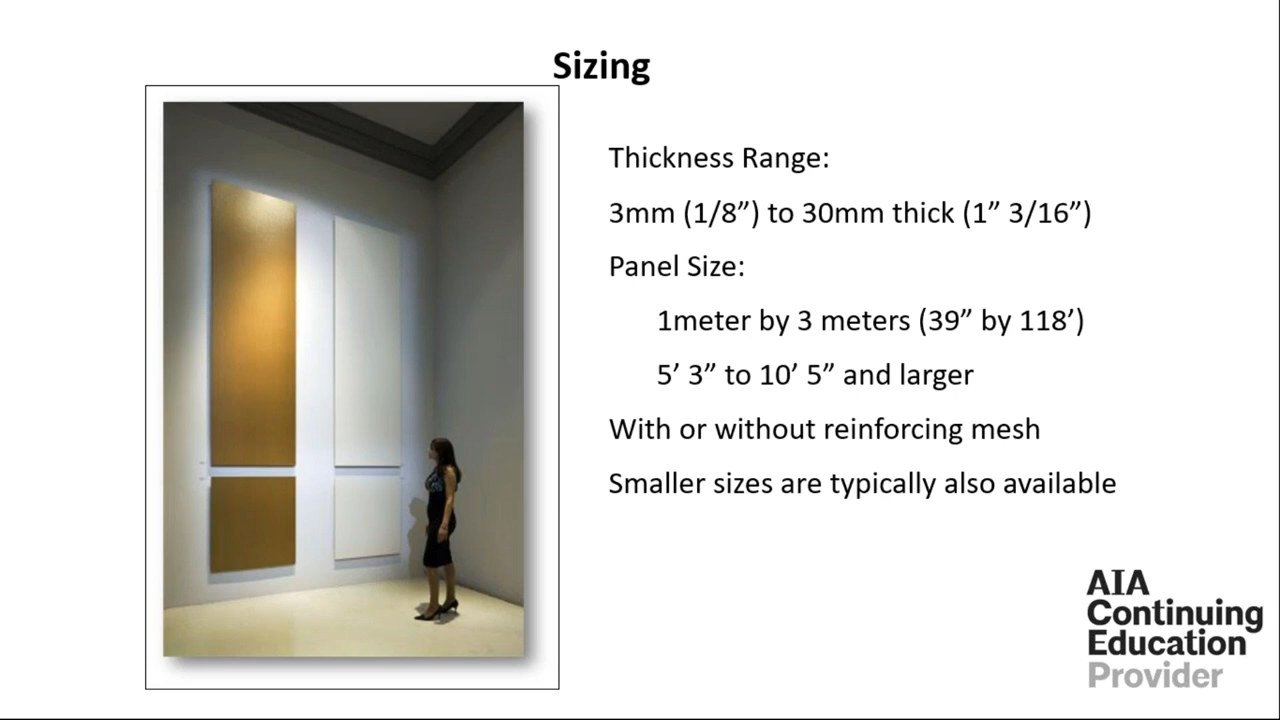 Sizing
Thickness Range:
3mm (1/8”) to 30mm thick (1” 3/16”)
Panel Size:
1meter by 3 meters (39” by 118’)
5’ 3” to 10’ 5” and larger
With or without reinforcing mesh
Smaller sizes are typically also available
AIA
Continuing
Education
Provider